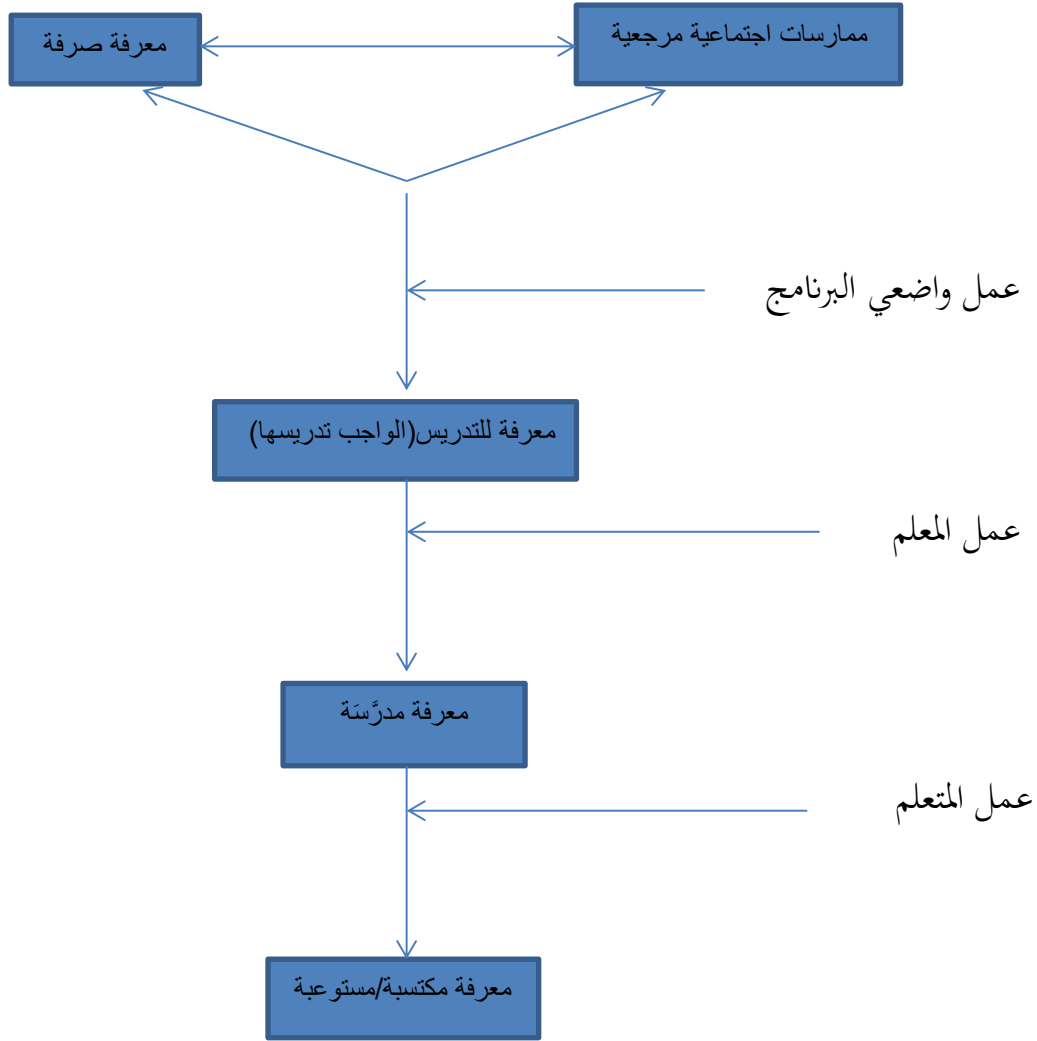 ممارسات اجتماعية مرجعية
معرفة صرفة
عمل واضعي البرنامج
معرفة للتدريس(الواجب تدريسها)
عمل المعلم
معرفة مدرَّسَة
عمل المتعلم
معرفة مكتسبة/مستوعبة